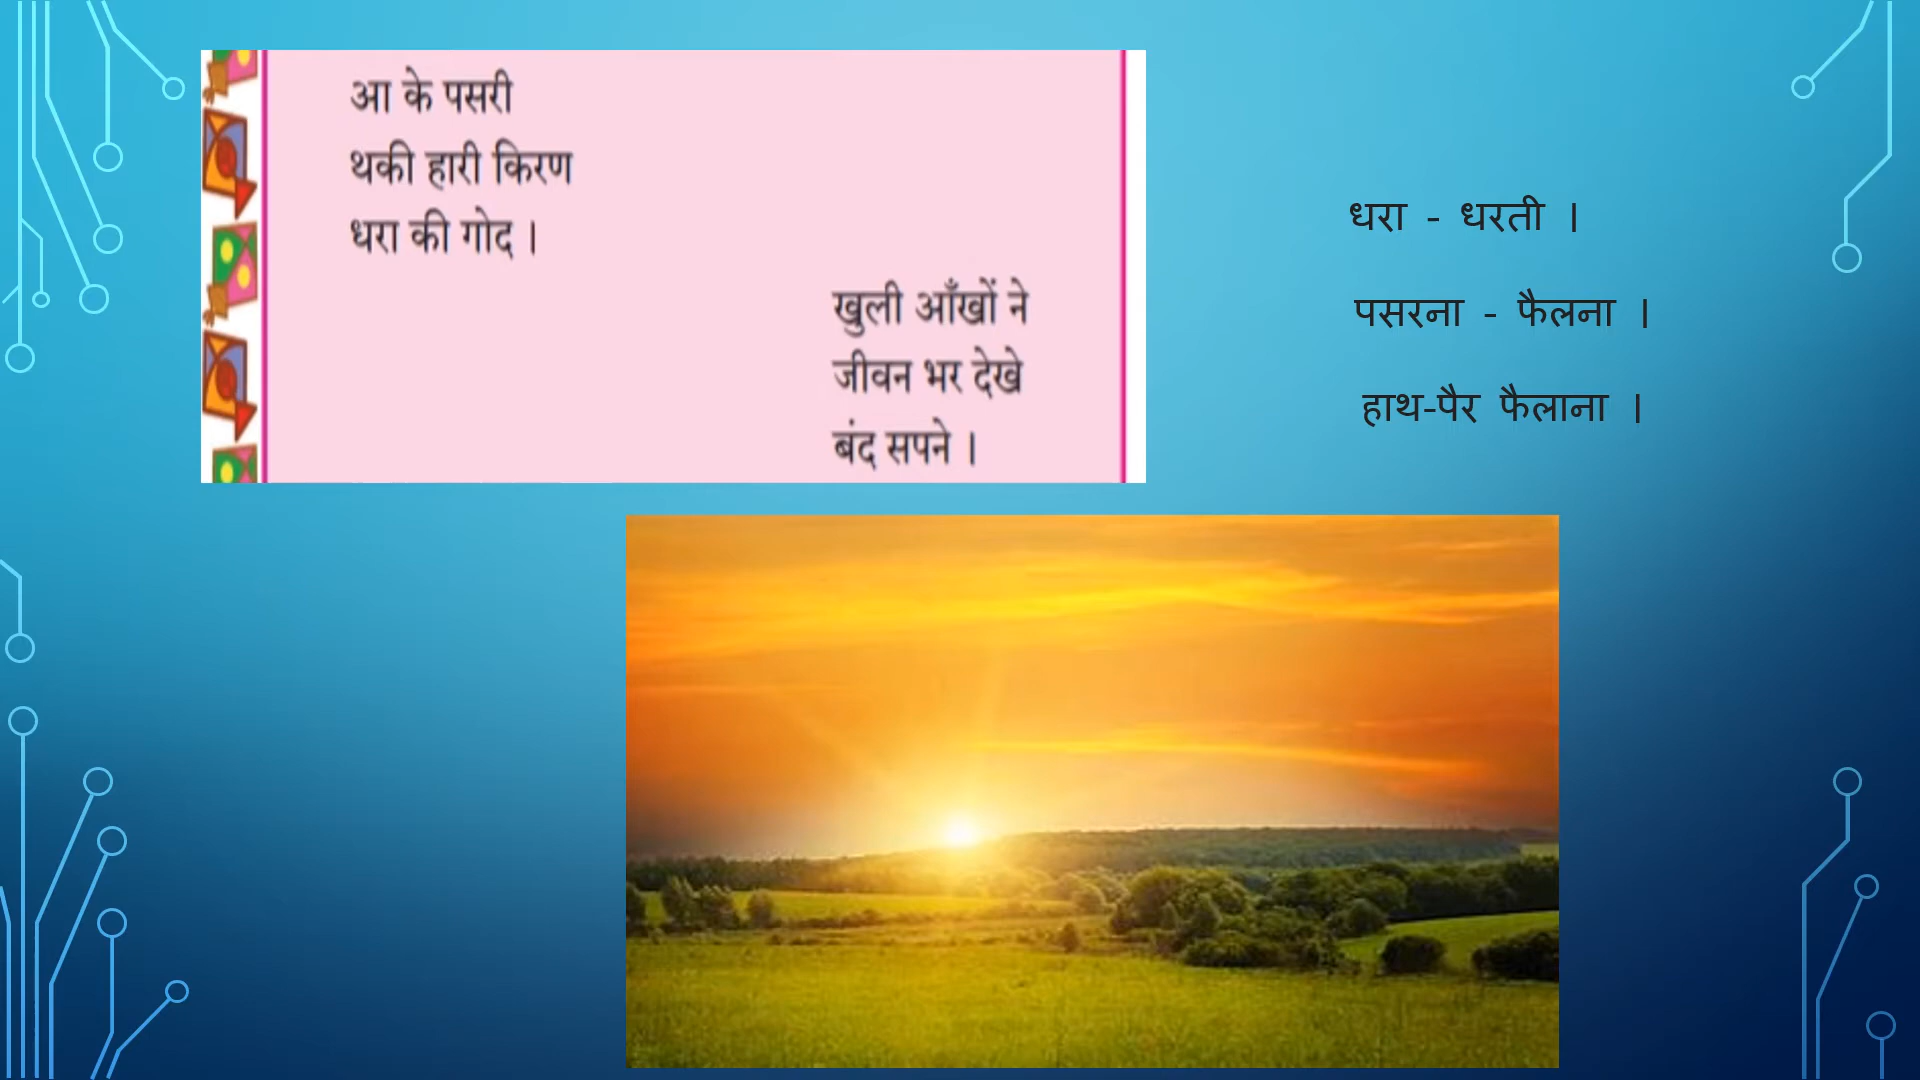 आ के पसरी
थकी हारी किरण
धरा की गोद ।
खुली आँखों ने
जीवन भर देखे
बंद सपने ।
धरा - धरती ।
पसरना - फैलना ।
हाथ-पैर फैलाना ।